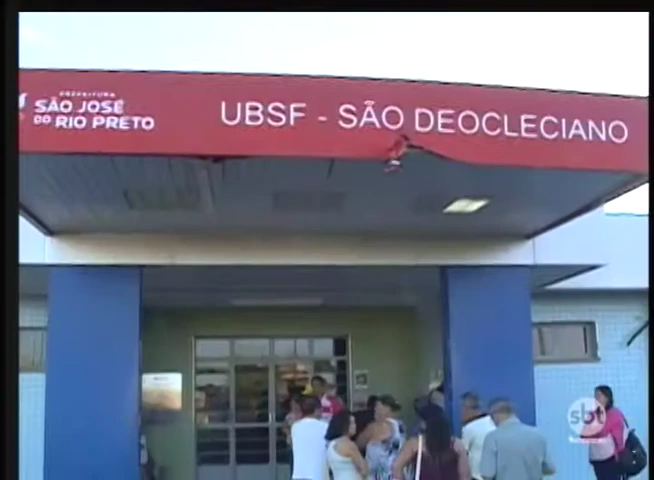 PREFEITURA
SÃO JOSÉ
DO RIO PRETO
UBSF - SÃO DEOCLECIANO
SBT